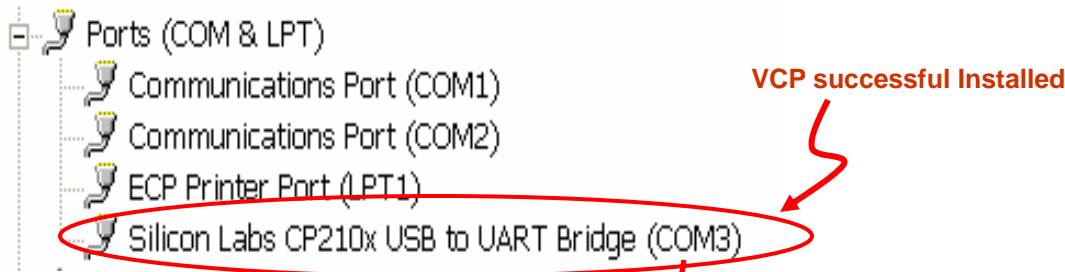 Ports (COM & LPT)
Communications Port (COM1)
VCP successful Installed
Communications Port (COM2)
ECP Printer Port (LPT1)
Silicon Labs CP210x USB to UART Bridge (COM3)